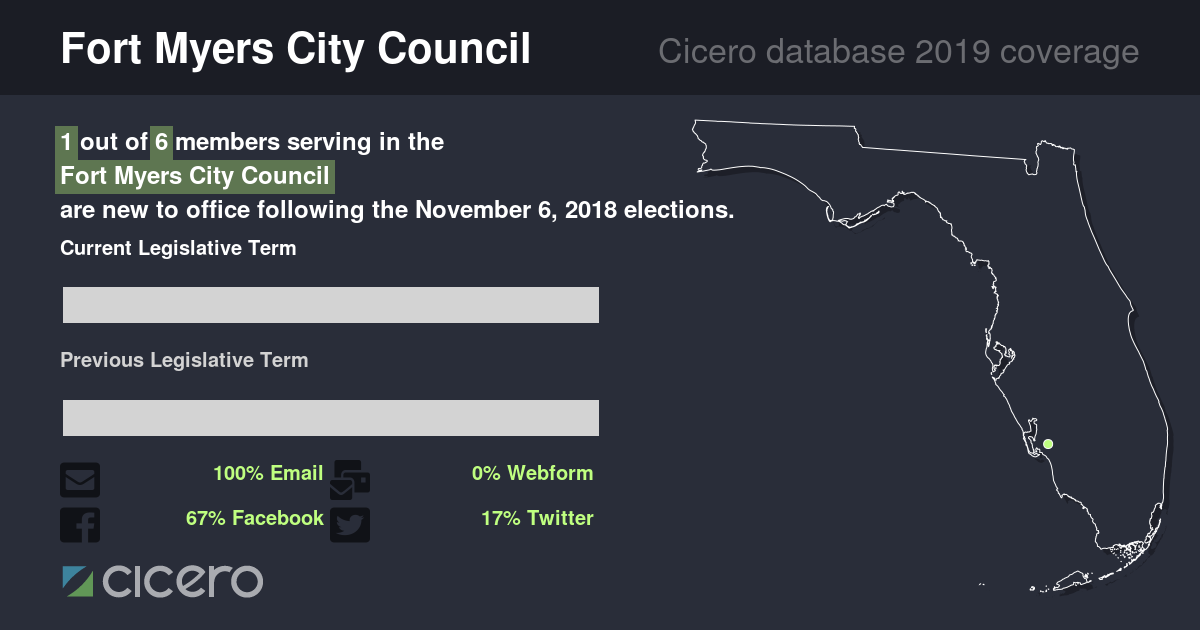 Fort Myers City Council
Cicero database 2019 coverage
1 out of 6 members serving in the
Fort Myers City Council
are new to office following the November 6, 2018 elections.
Current Legislative Term
Previous Legislative Term
100% Email
0% Webform
67% Facebook
17% Twitter
cicero